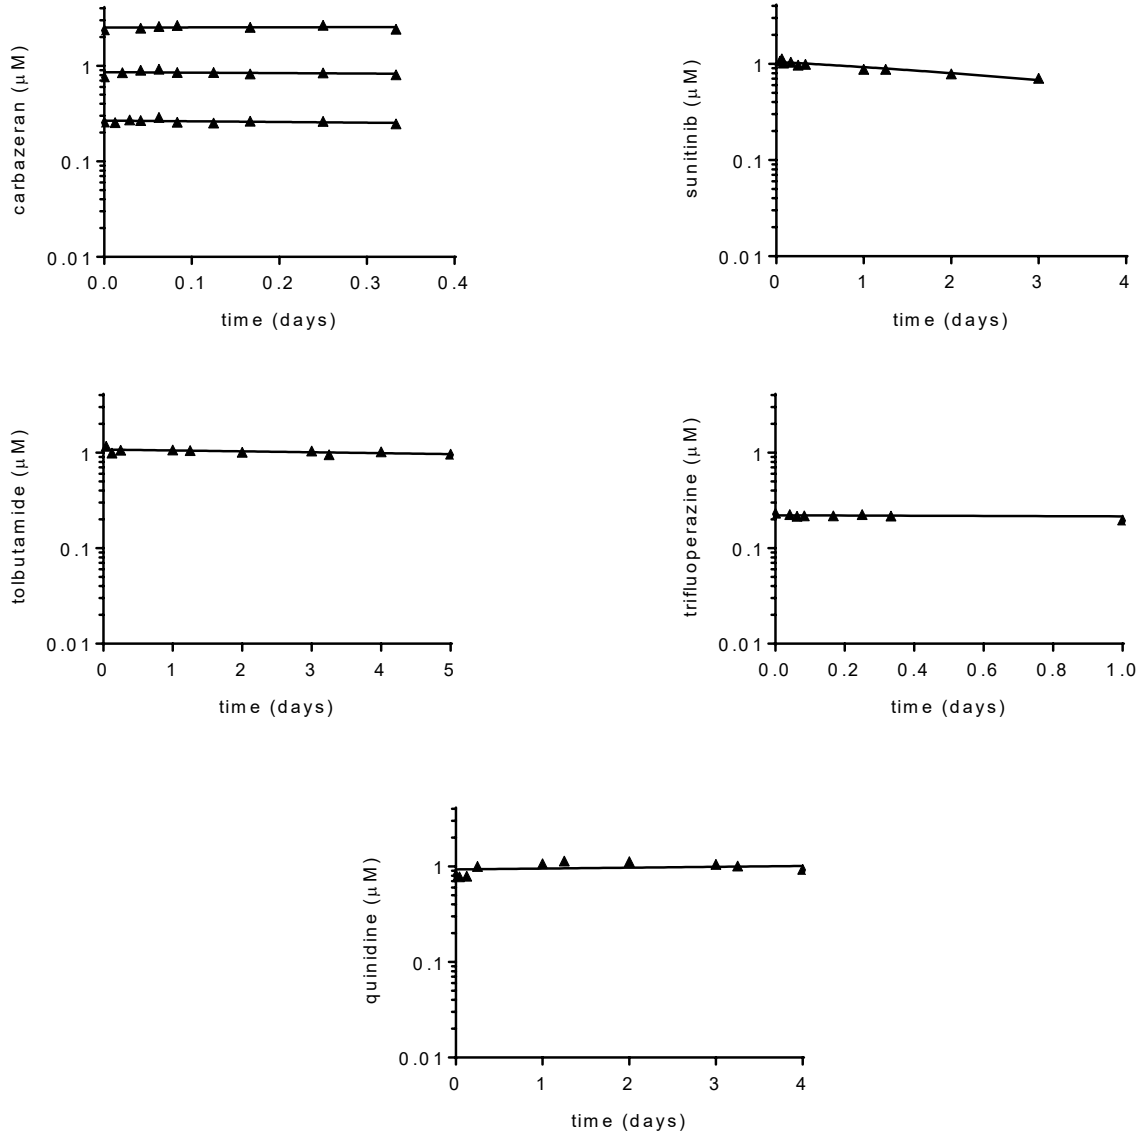 carbazeran (μM)
1
0.1
0.01
0.0 0.1 0.2 0.3 0.4
time (days)
sunitinib (μM)
1
0.1
0.01
0 1 2 3 4
time (days)
tolbutamide (μM)
1
0.1
0.01
0 1 2 3 4 5
time (days)
trifluoperazine (μM)
1
0.1
0.01
0.0 0.2 0.4 0.6 0.8 1.0
time (days)
quinidine (μM)
1
0.1
0.01
0 1 2 3 4
time (days)